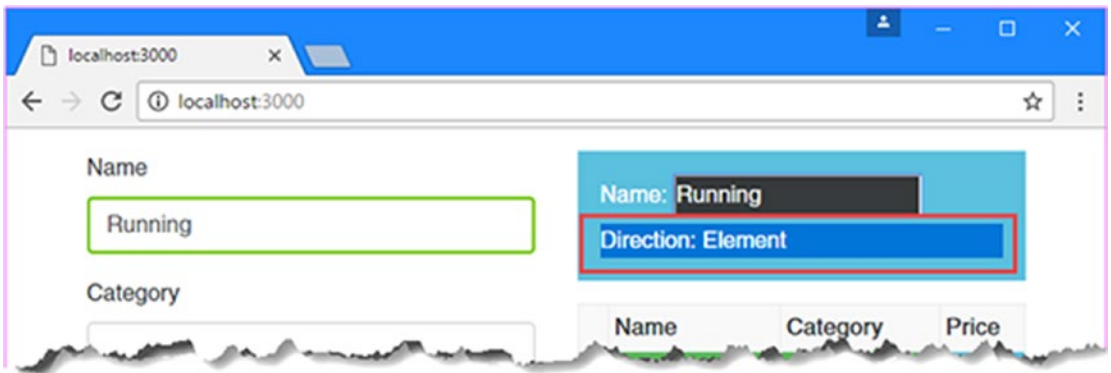 localhost:3000
localhost:3000
Name
Running
Category
Name: Running
Direction: Element
Name Category Price